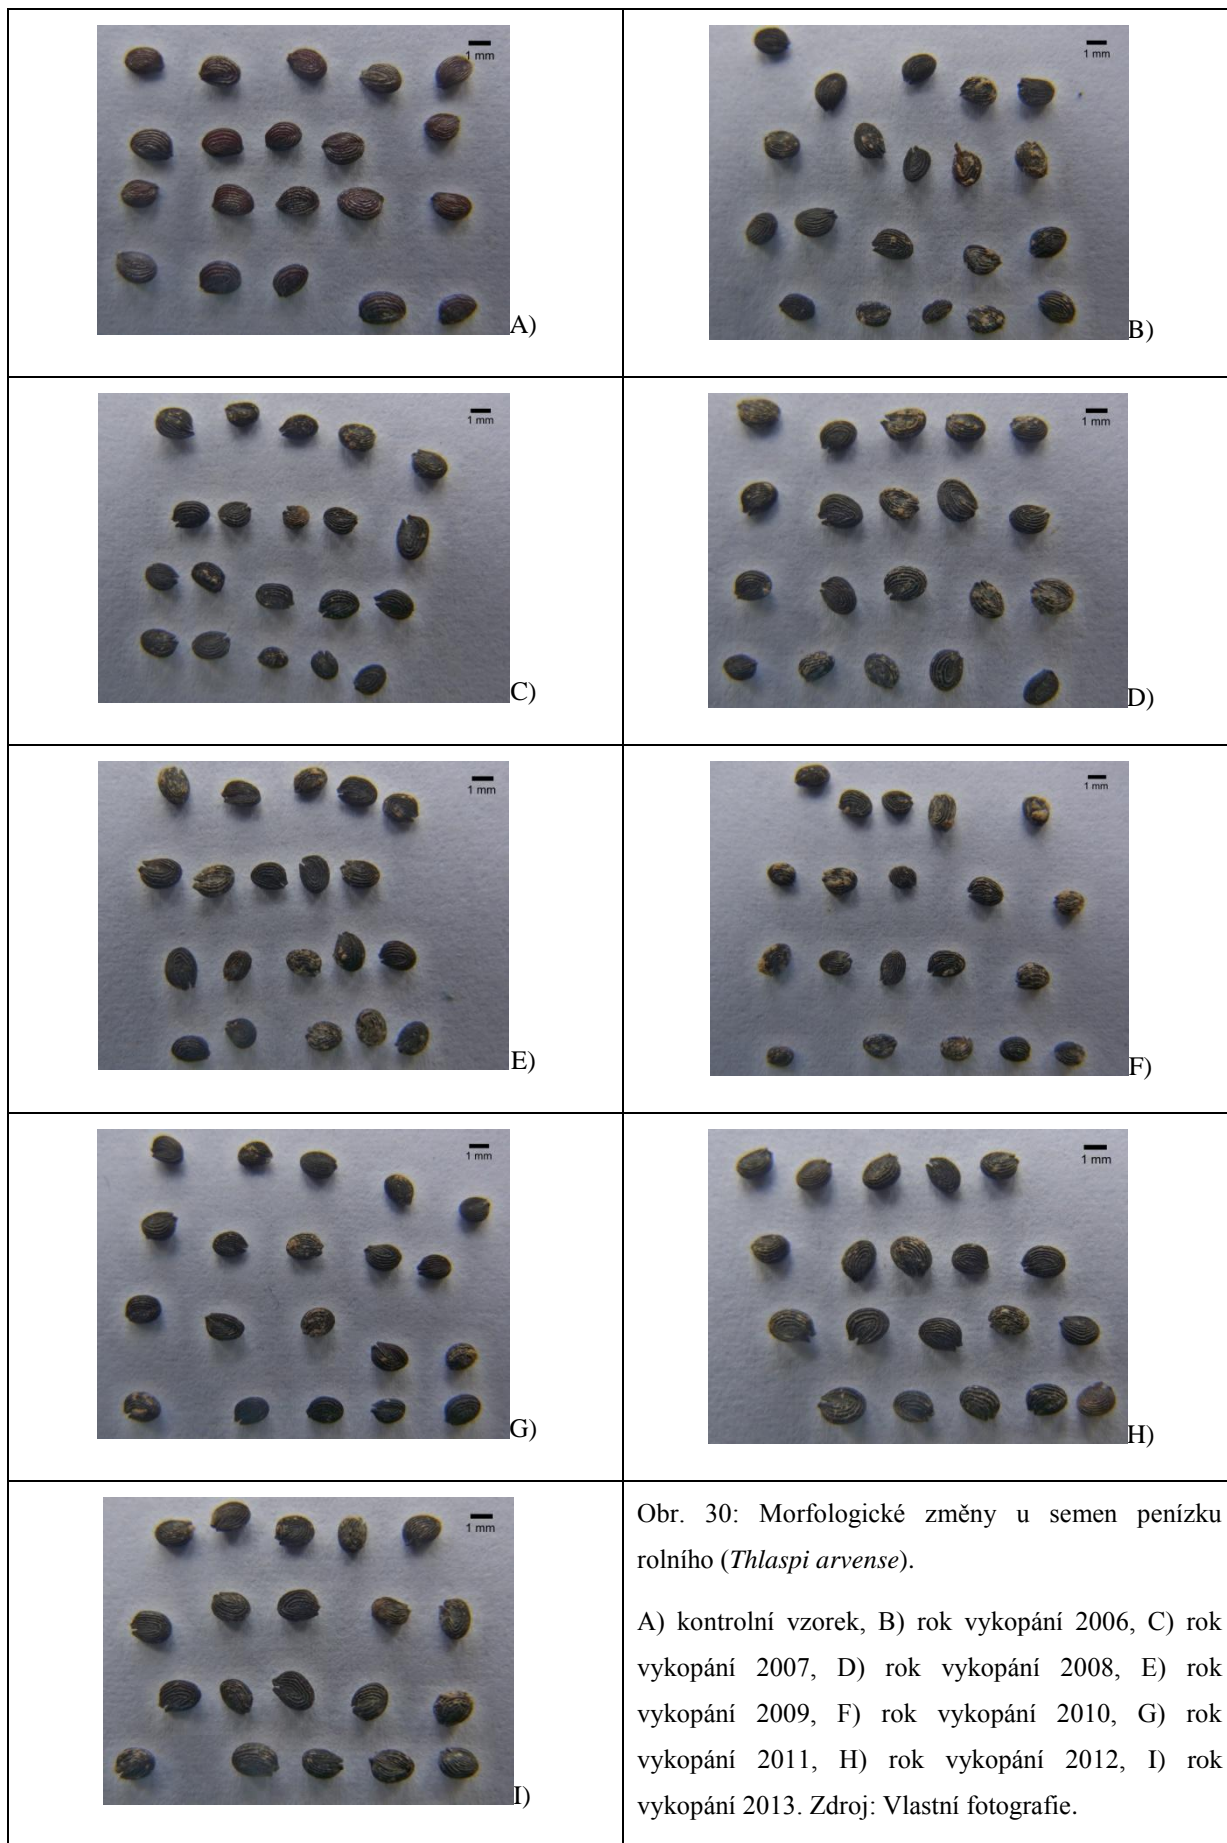 1 mm
A)
1 mm
B)
1 mm
C)
1 mm
D)
1 mm
E)
1 mm
F)
1 mm
G)
1 mm
H)
1 mm
I)
Obr. 30: Morfologické změny u semen penízku
rolního (Thlaspi arvense).
A) kontrolní vzorek, B) rok vykopání 2006, C) rok
vykopání 2007, D) rok vykopání 2008, E) rok
vykopání 2009, F) rok vykopání 2010, G) rok
vykopání 2011, H) rok vykopání 2012, I) rok
vykopání 2013. Zdroj: Vlastní fotografie.